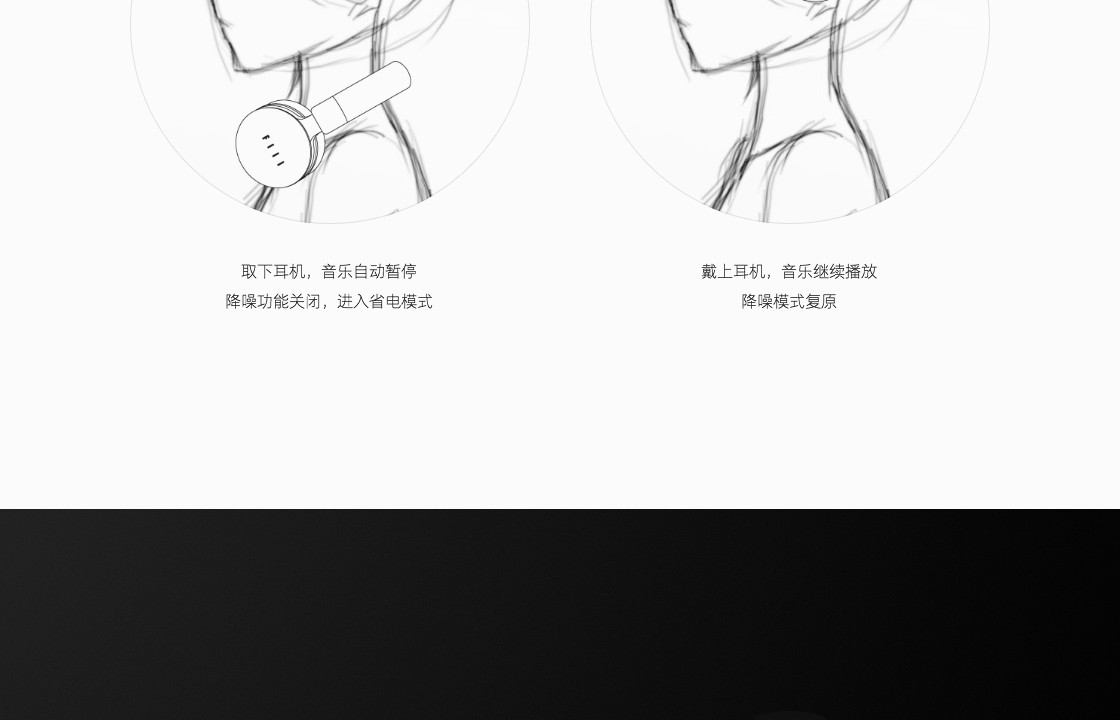 取下耳机，音乐自动暂停
降噪功能关闭，进入省电模式
戴上耳机，音乐继续播放
降噪模式复原